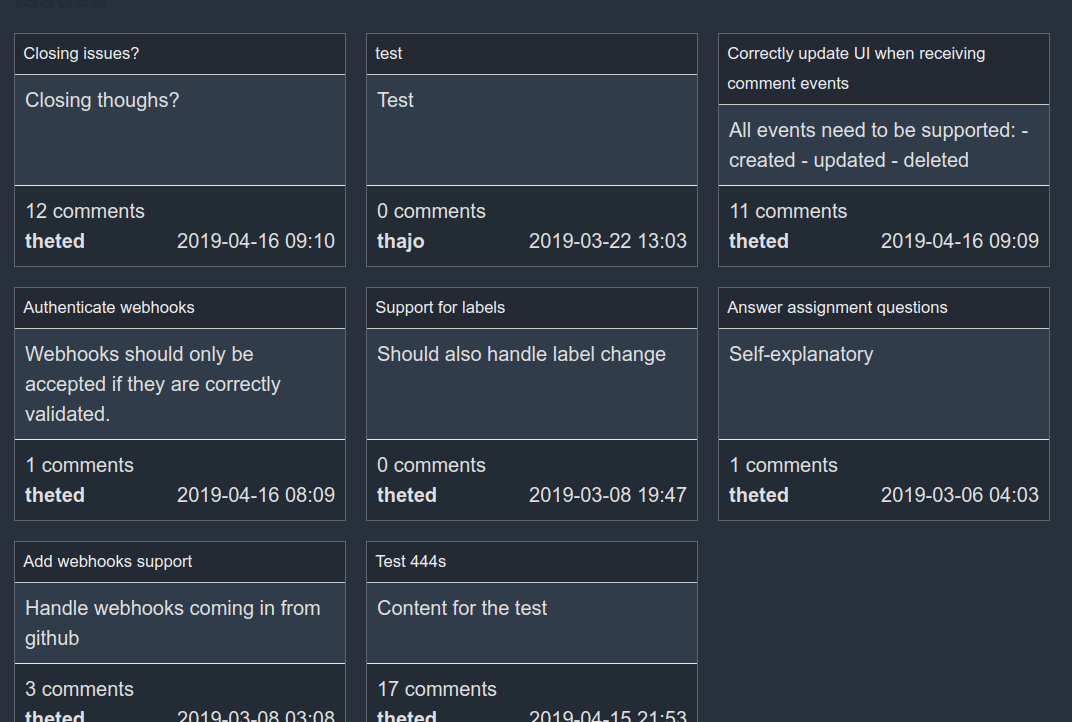 Issues
Closing issues?
Closing thoughs?
12 comments
theted 2019-04-16 09:10
test
Test
0 comments
thajo 2019-03-22 13:03
Correctly update UI when receiving
comment events
All events need to be supported: -
created - updated - deleted
11 comments
theted 2019-04-16 09:09
Authenticate webhooks
Webhooks should only be
accepted if they are correctly
validated.
1 comments
theted 2019-04-16 08:09
Support for labels
Should also handle label change
0 comments
theted 2019-03-08 19:47
Answer assignment questions
Self-explanatory
1 comments
theted 2019-03-06 04:03
Add webhooks support
Handle webhooks coming in from
github
3 comments
theted 2019-03-08 03:08
Test 444s
Content for the test
17 comments
theted 2019-04-15 21:53